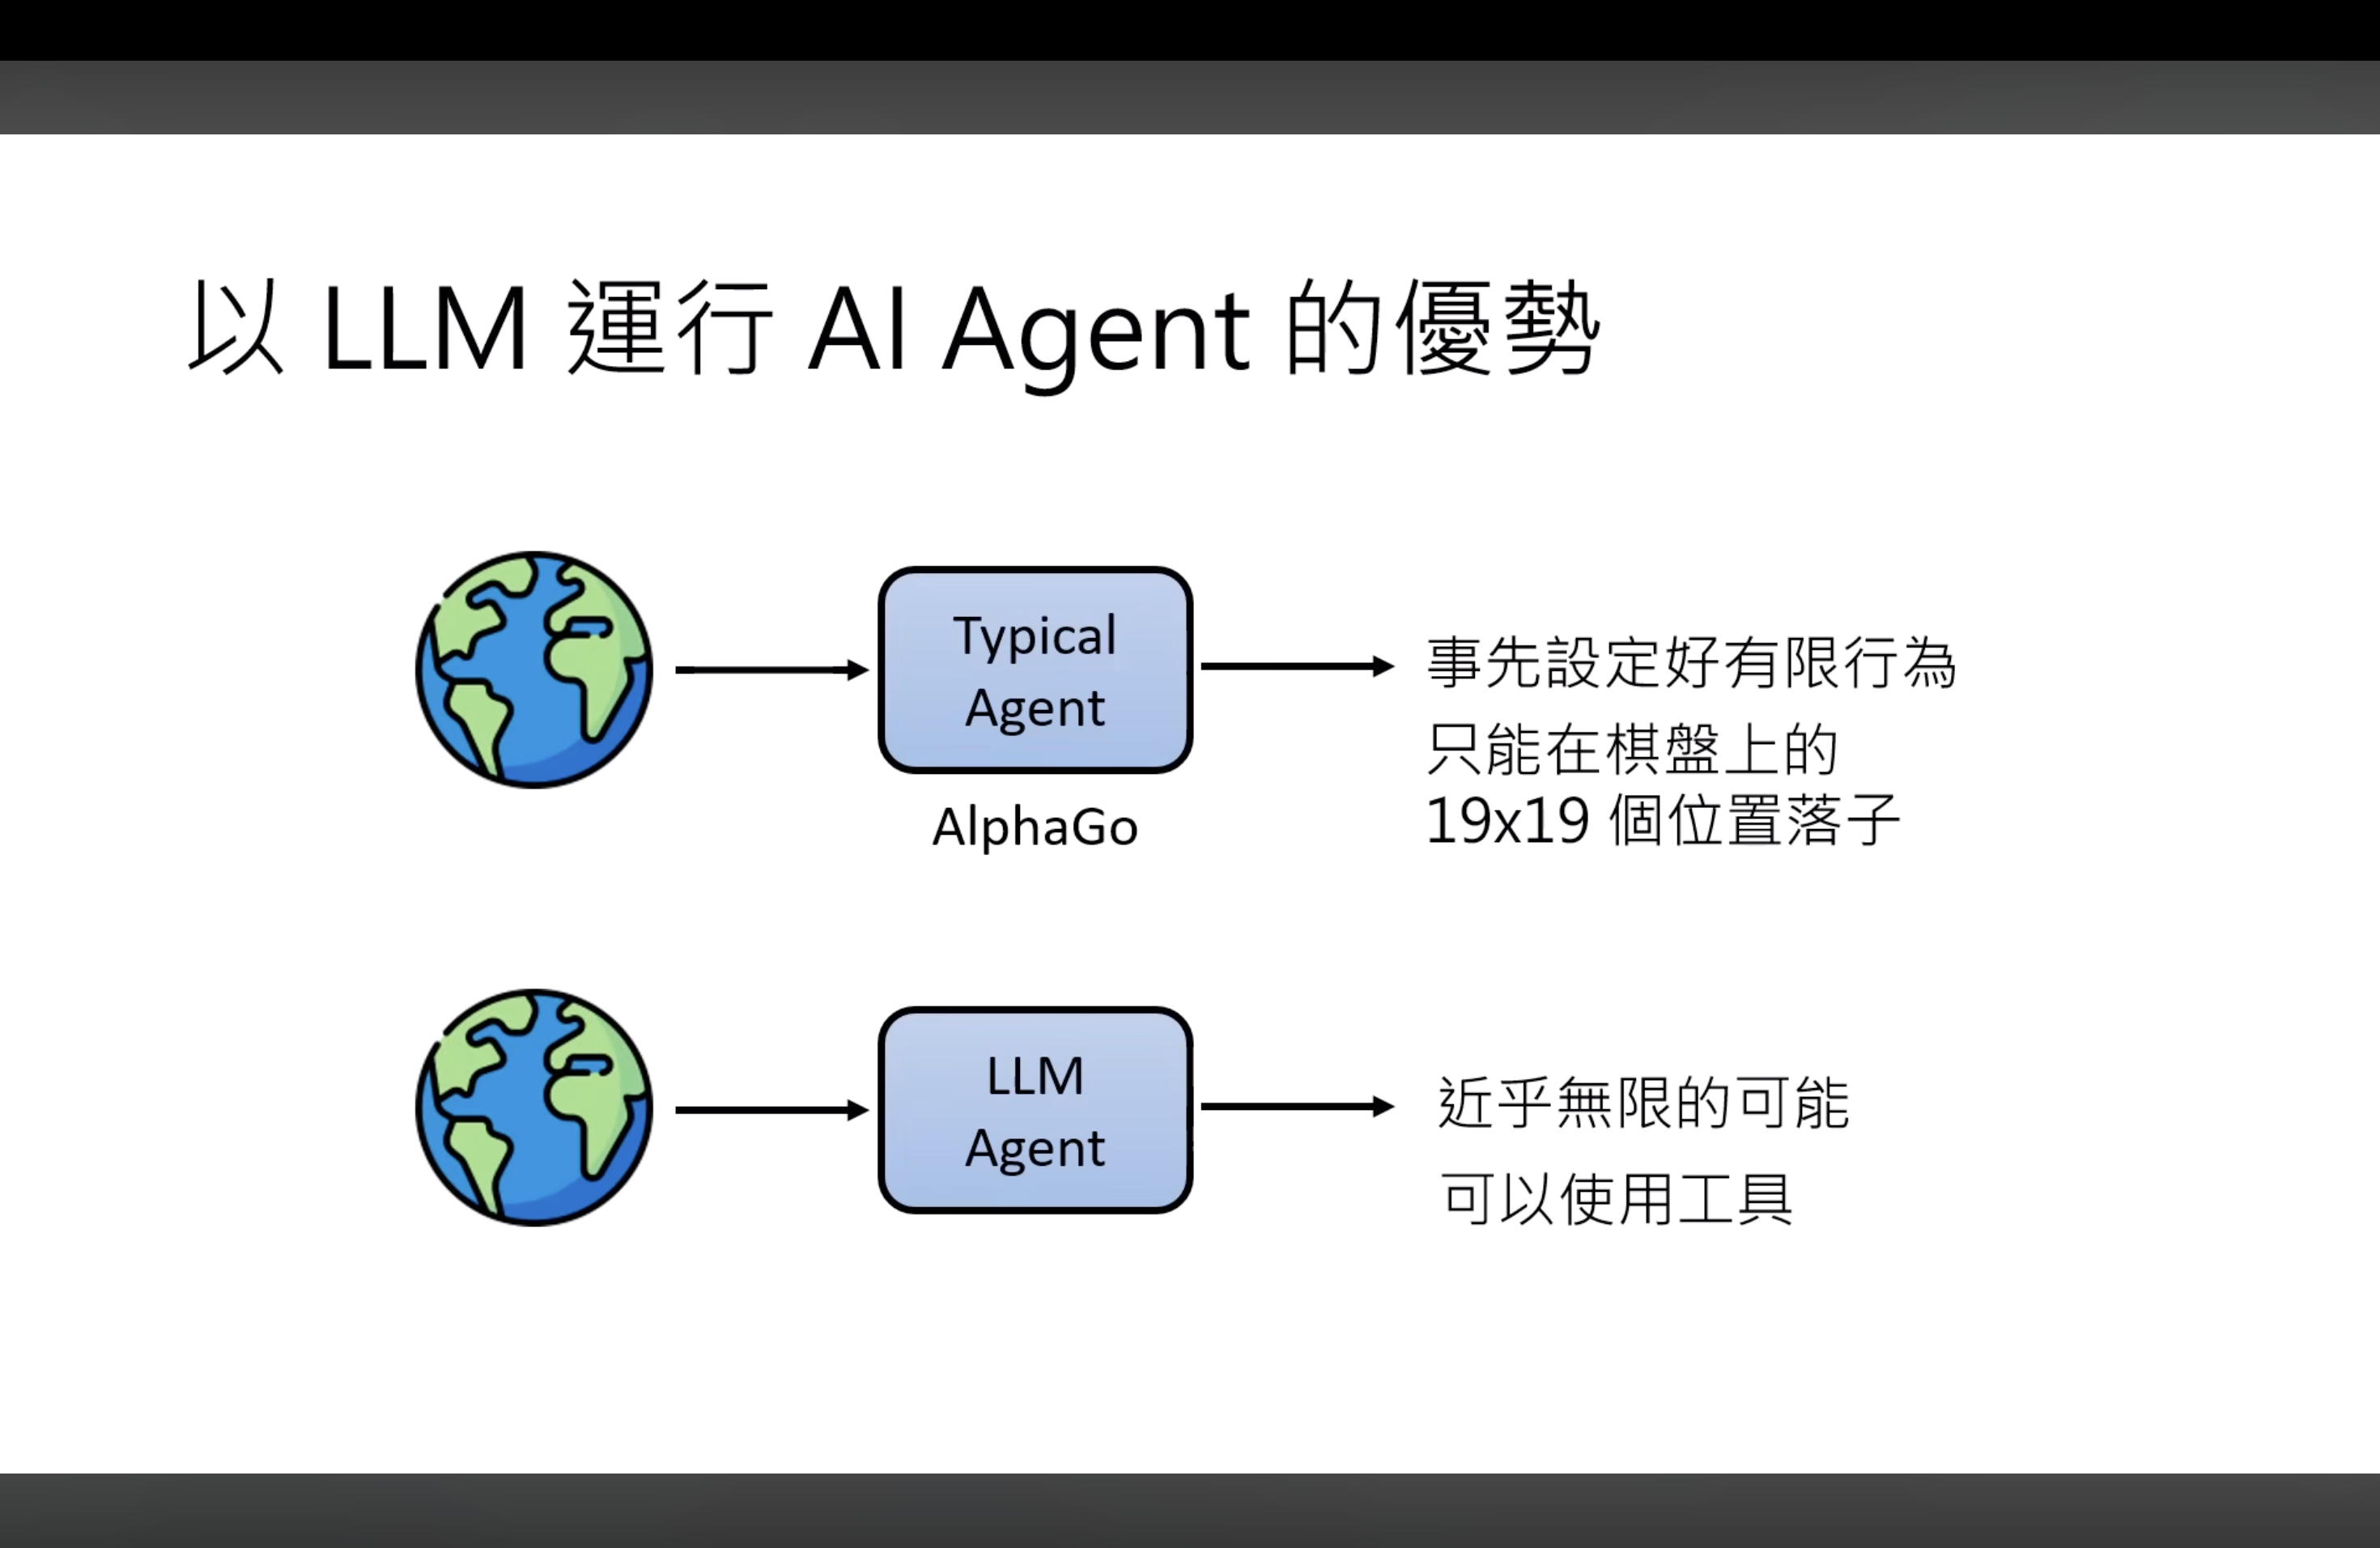 以 LLM 運行 AI Agent 的優勢
Typical
Agent
AlphaGo
事先設定好有限行為
只能在棋盤上的
19x19 個位置落子
LLM
Agent
近乎無限的可能
可以使用工具